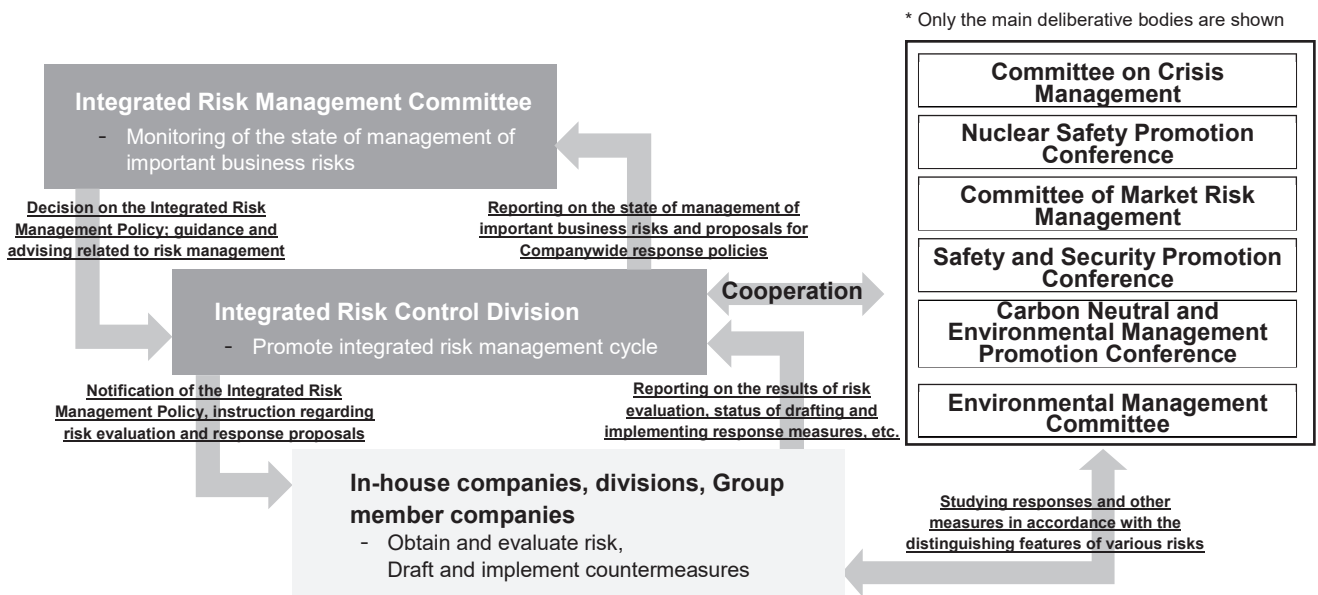 * Only the main deliberative bodies are shown
Integrated Risk Management Committee
- Monitoring of the state of management of
important business risks
Decision on the Integrated Risk
Management Policy; guidance and
advising related to risk management
Reporting on the state of management of
important business risks and proposals for
Companywide response policies
Integrated Risk Control Division
- Promote integrated risk management cycle
Cooperation
Notification of the Integrated Risk
Management Policy, instruction regarding
risk evaluation and response proposals
Reporting on the results of risk
evaluation, status of drafting and
implementing response measures, etc.
In-house companies, divisions, Group
member companies
- Obtain and evaluate risk,
Draft and implement countermeasures
Committee on Crisis
Management
Nuclear Safety Promotion
Conference
Committee of Market Risk
Management
Safety and Security Promotion
Conference
Carbon Neutral and
Environmental Management
Promotion Conference
Environmental Management
Committee
Studying responses and other
measures in accordance with the
distinguishing features of various risks